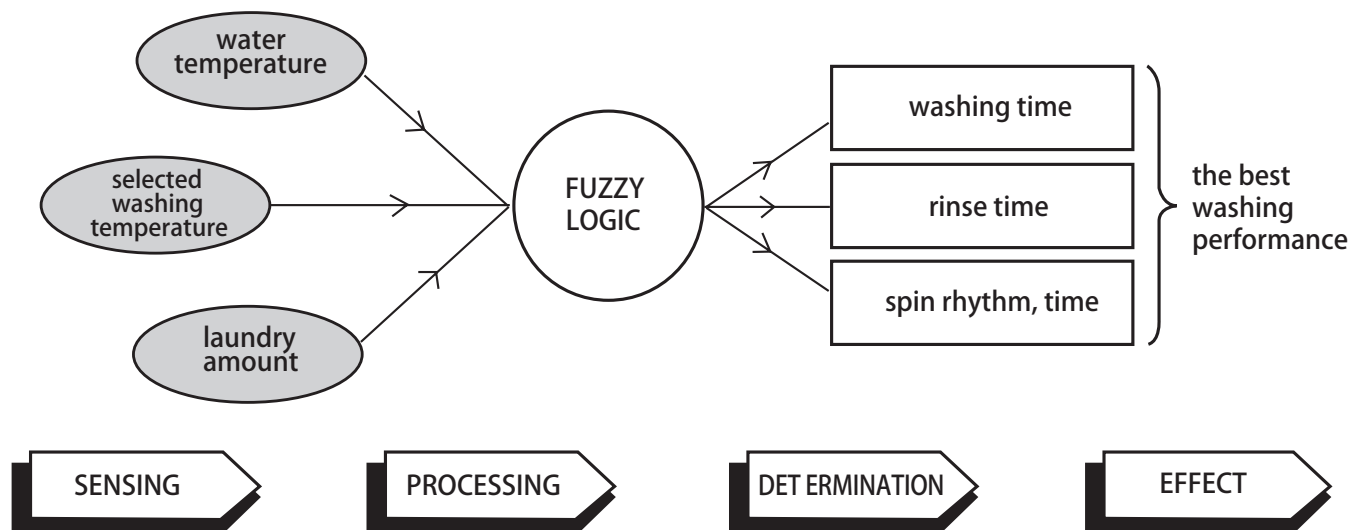 water
temperature
selected
washing
temperature
laundry
amount
FUZZY
LOGIC
washing time
rinse time
spin rhythm, time
the best
washing
performance
SENSING
PROCESSING
DET ERMINATION
EFFECT